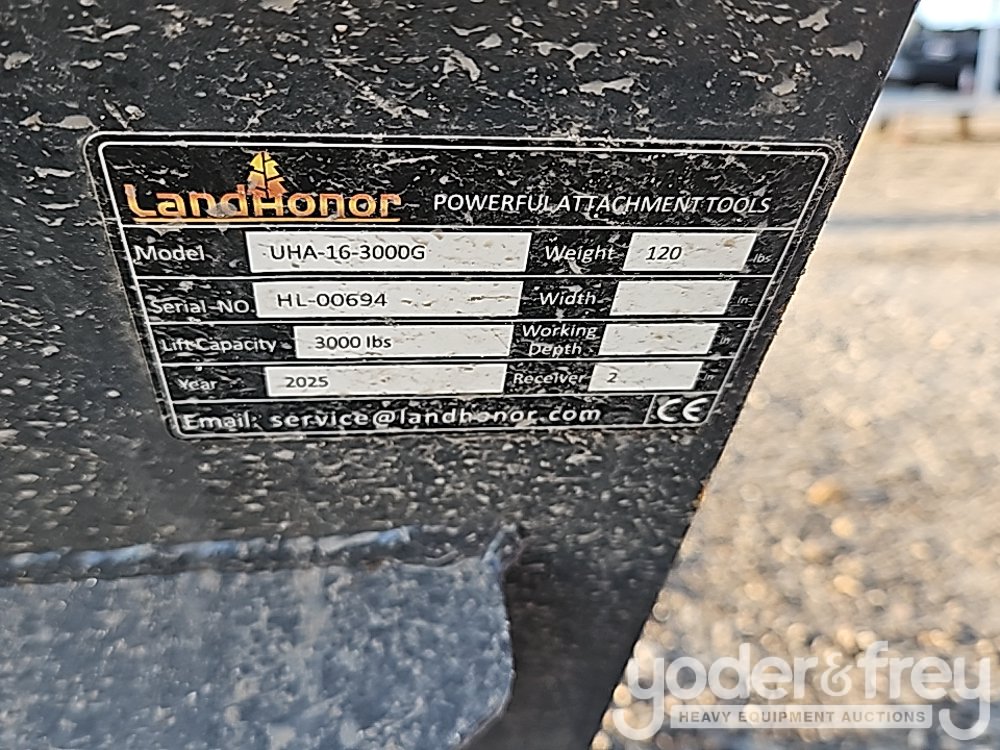 LandHonor POWERFUL ATTACHMENT TOOLS
Model UHA-16-3000G Weight 120 lbs
Serial NO. HL-00694 Width in
Lift Capacity 3000 lbs Working Depth in
Year 2025 Receiver 2 in
Email: service@landhonor.com CE
yoder&frey
HEAVY EQUIPMENT AUCTIONS